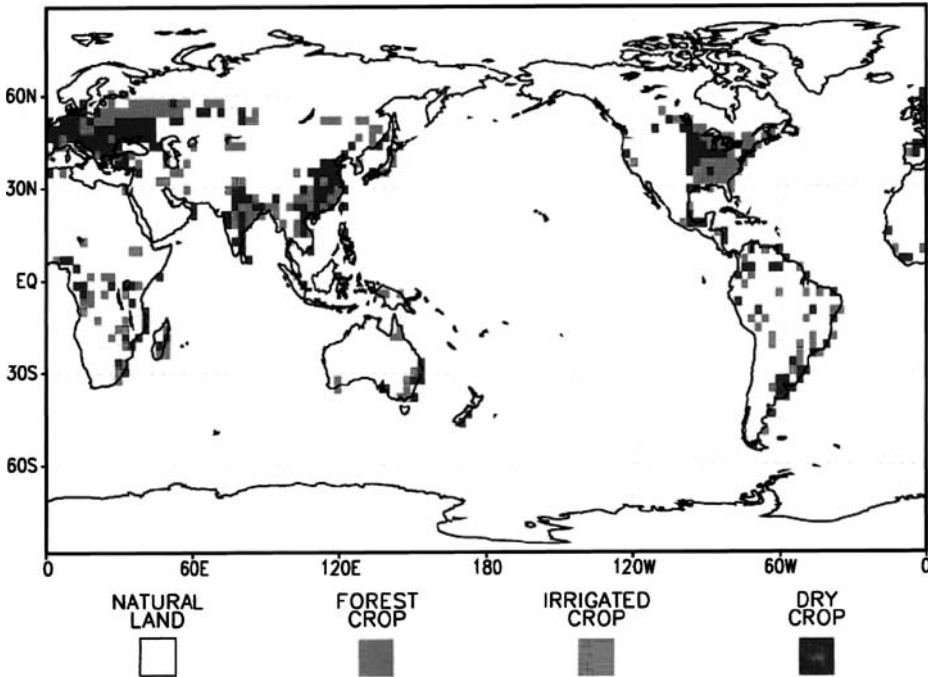 60N
30N
EQ
30S
60S
0
60E
120E
180
120W
60W
0
NATURAL
LAND
FOREST
CROP
IRRIGATED
CROP
DRY
CROP